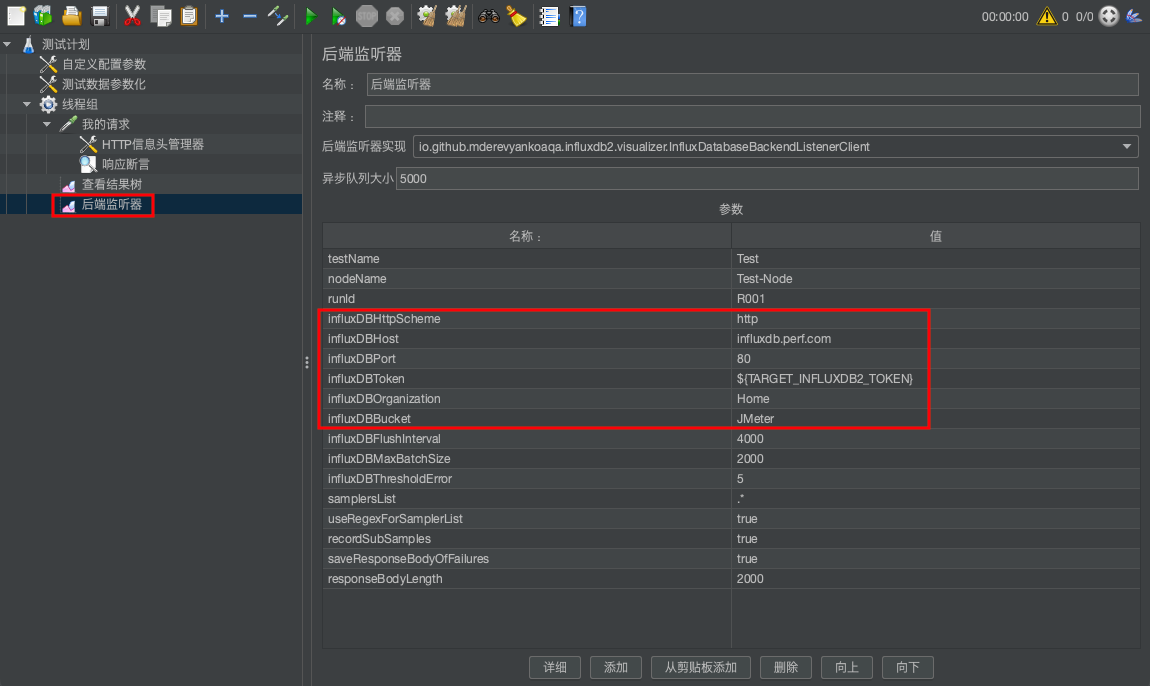 00:00:00 0 0/0
STOP
测试计划
自定义配置参数
测试数据参数化
线程组
我的请求
HTTP信息头管理器
响应断言
查看结果树
后端监听器
后端监听器
名称： 后端监听器
注释：
后端监听器实现 io.github.mderevyankoaqa.influxdb2.visualizer.InfluxDatabaseBackendListenerClient
异步队列大小 5000
参数
名称： 值
testName Test
nodeName Test-Node
runId R001
influxDBHttpScheme http
influxDBHost influxdb.perf.com
influxDBPort 80
influxDBToken ${TARGET_INFLUXDB2_TOKEN}
influxDBOrganization Home
influxDBBucket JMeter
influxDBFlushInterval 4000
influxDBMaxBatchSize 2000
influxDBThresholdError 5
samplersList .*
useRegexForSamplerList true
recordSubSamples true
saveResponseBodyOfFailures true
responseBodyLength 2000
详细 添加 从剪贴板添加 删除 向上 向下